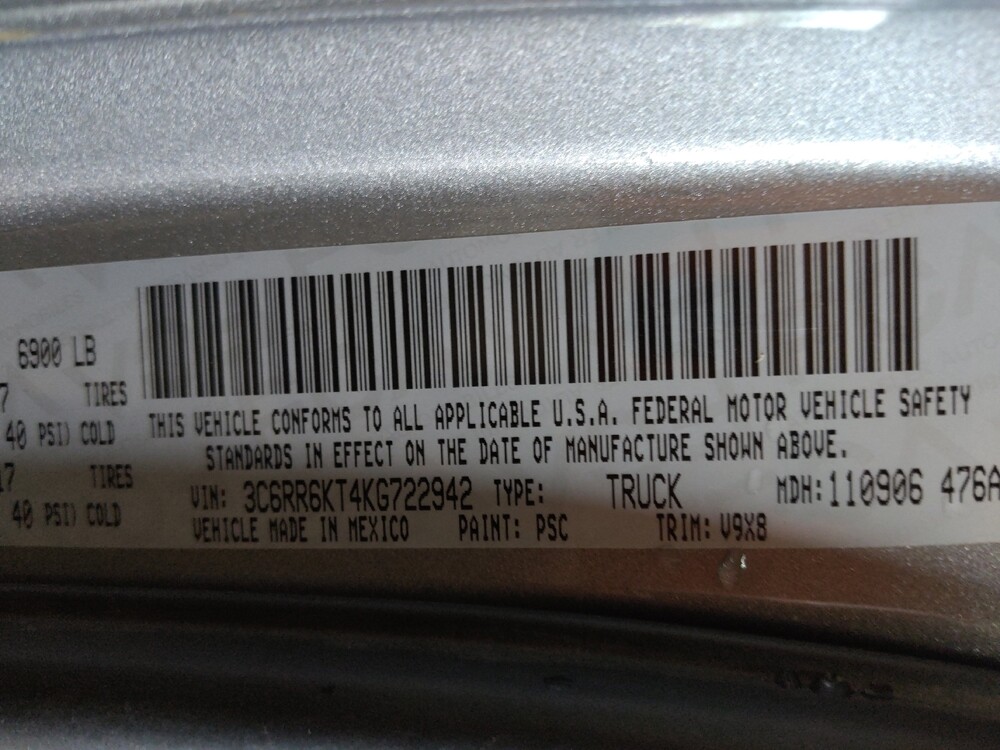 6900 LB
7 TIRES
40 PSI) COLD
17 TIRES
40 PSI) COLD
THIS VEHICLE CONFORMS TO ALL APPLICABLE U.S.A. FEDERAL MOTOR VEHICLE SAFETY
STANDARDS IN EFFECT ON THE DATE OF MANUFACTURE SHOWN ABOVE.
VIN: 3C6RR6KT4KG722942 TYPE: TRUCK MDH:110906 476A
VEHICLE MADE IN MEXICO PAINT: PSC TRIM: V9X8